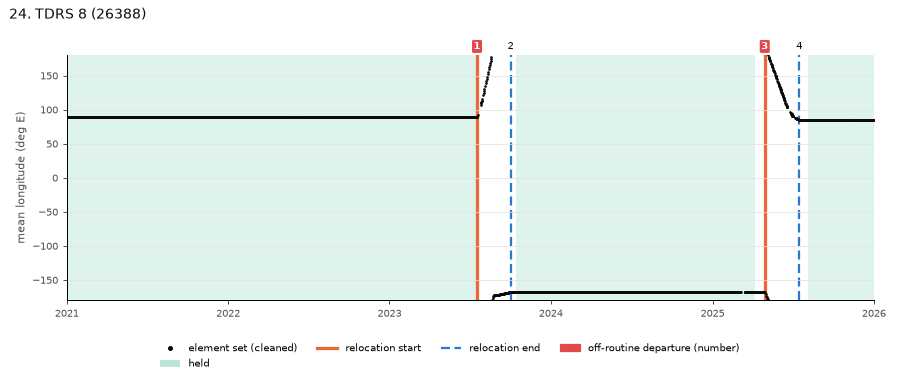 24. TDRS 8 (26388)
1 2 3 4
mean longitude (deg E)
150
100
50
0
−50
−100
−150
2021 2022 2023 2024 2025 2026
element set (cleaned) relocation start relocation end off-routine departure (number)
held